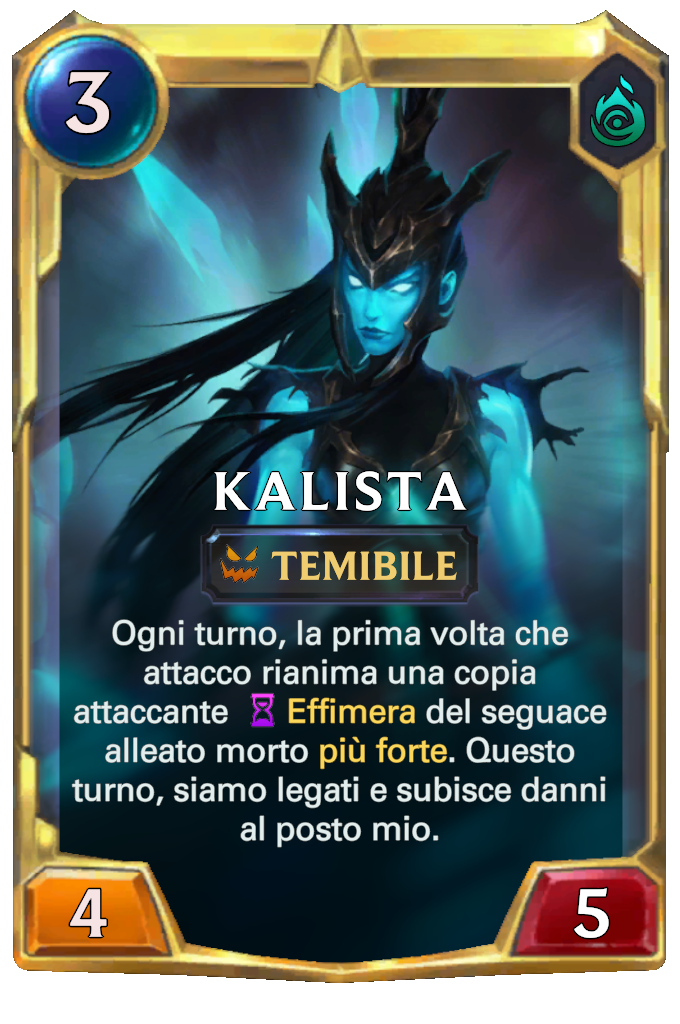 3
KALISTA
TEMIBILE
Ogni turno, la prima volta che
attacco rianima una copia
attaccante Effimera del seguace
alleato morto più forte. Questo
turno, siamo legati e subisce danni
al posto mio.
4
5